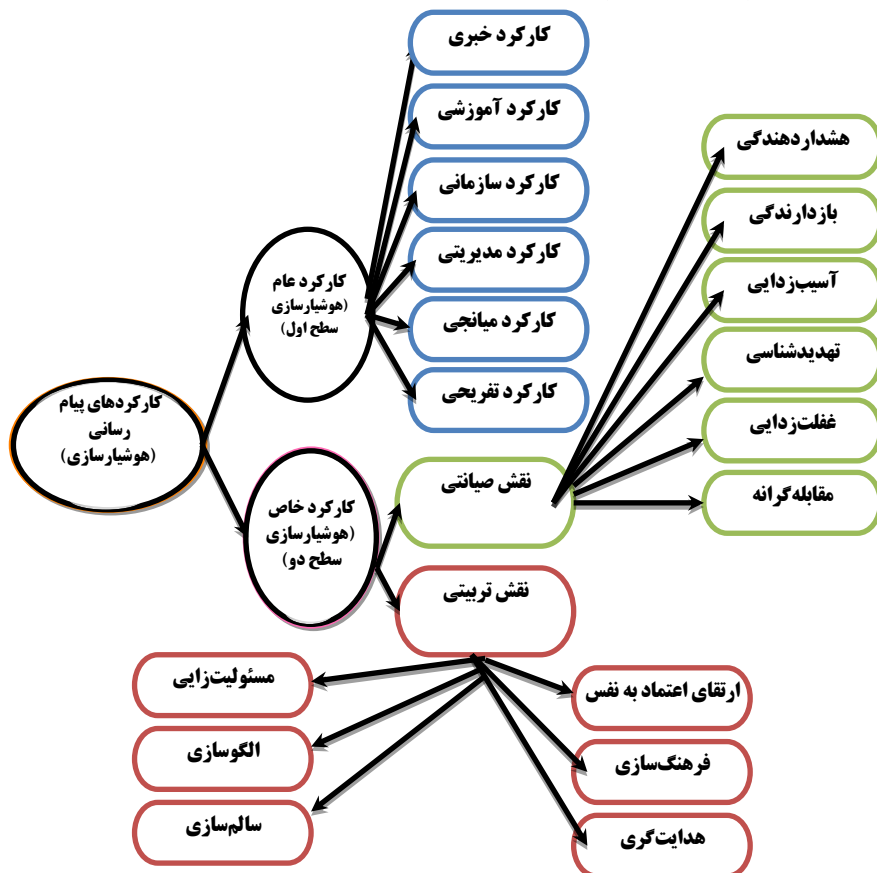 کارکردهای پیام
رسانی
(هوشیارسازی)
کارکرد عام
(هوشیارسازی
سطح اول)
کارکرد خبری
کارکرد آموزشی
کارکرد سازمانی
کارکرد مدیریتی
کارکرد میانجی
کارکرد تفریحی
کارکرد خاص
(هوشیارسازی
سطح دو)
نقش صیانتی
هشداردهندگی
بازدارندگی
آسیب‌زدایی
تهدیدشناسی
غفلت‌زدایی
مقابله‌گرانه
نقش تربیتی
ارتقای اعتماد به نفس
فرهنگ‌سازی
هدایت‌گری
مسئولیت‌زایی
الگوسازی
سالم‌سازی